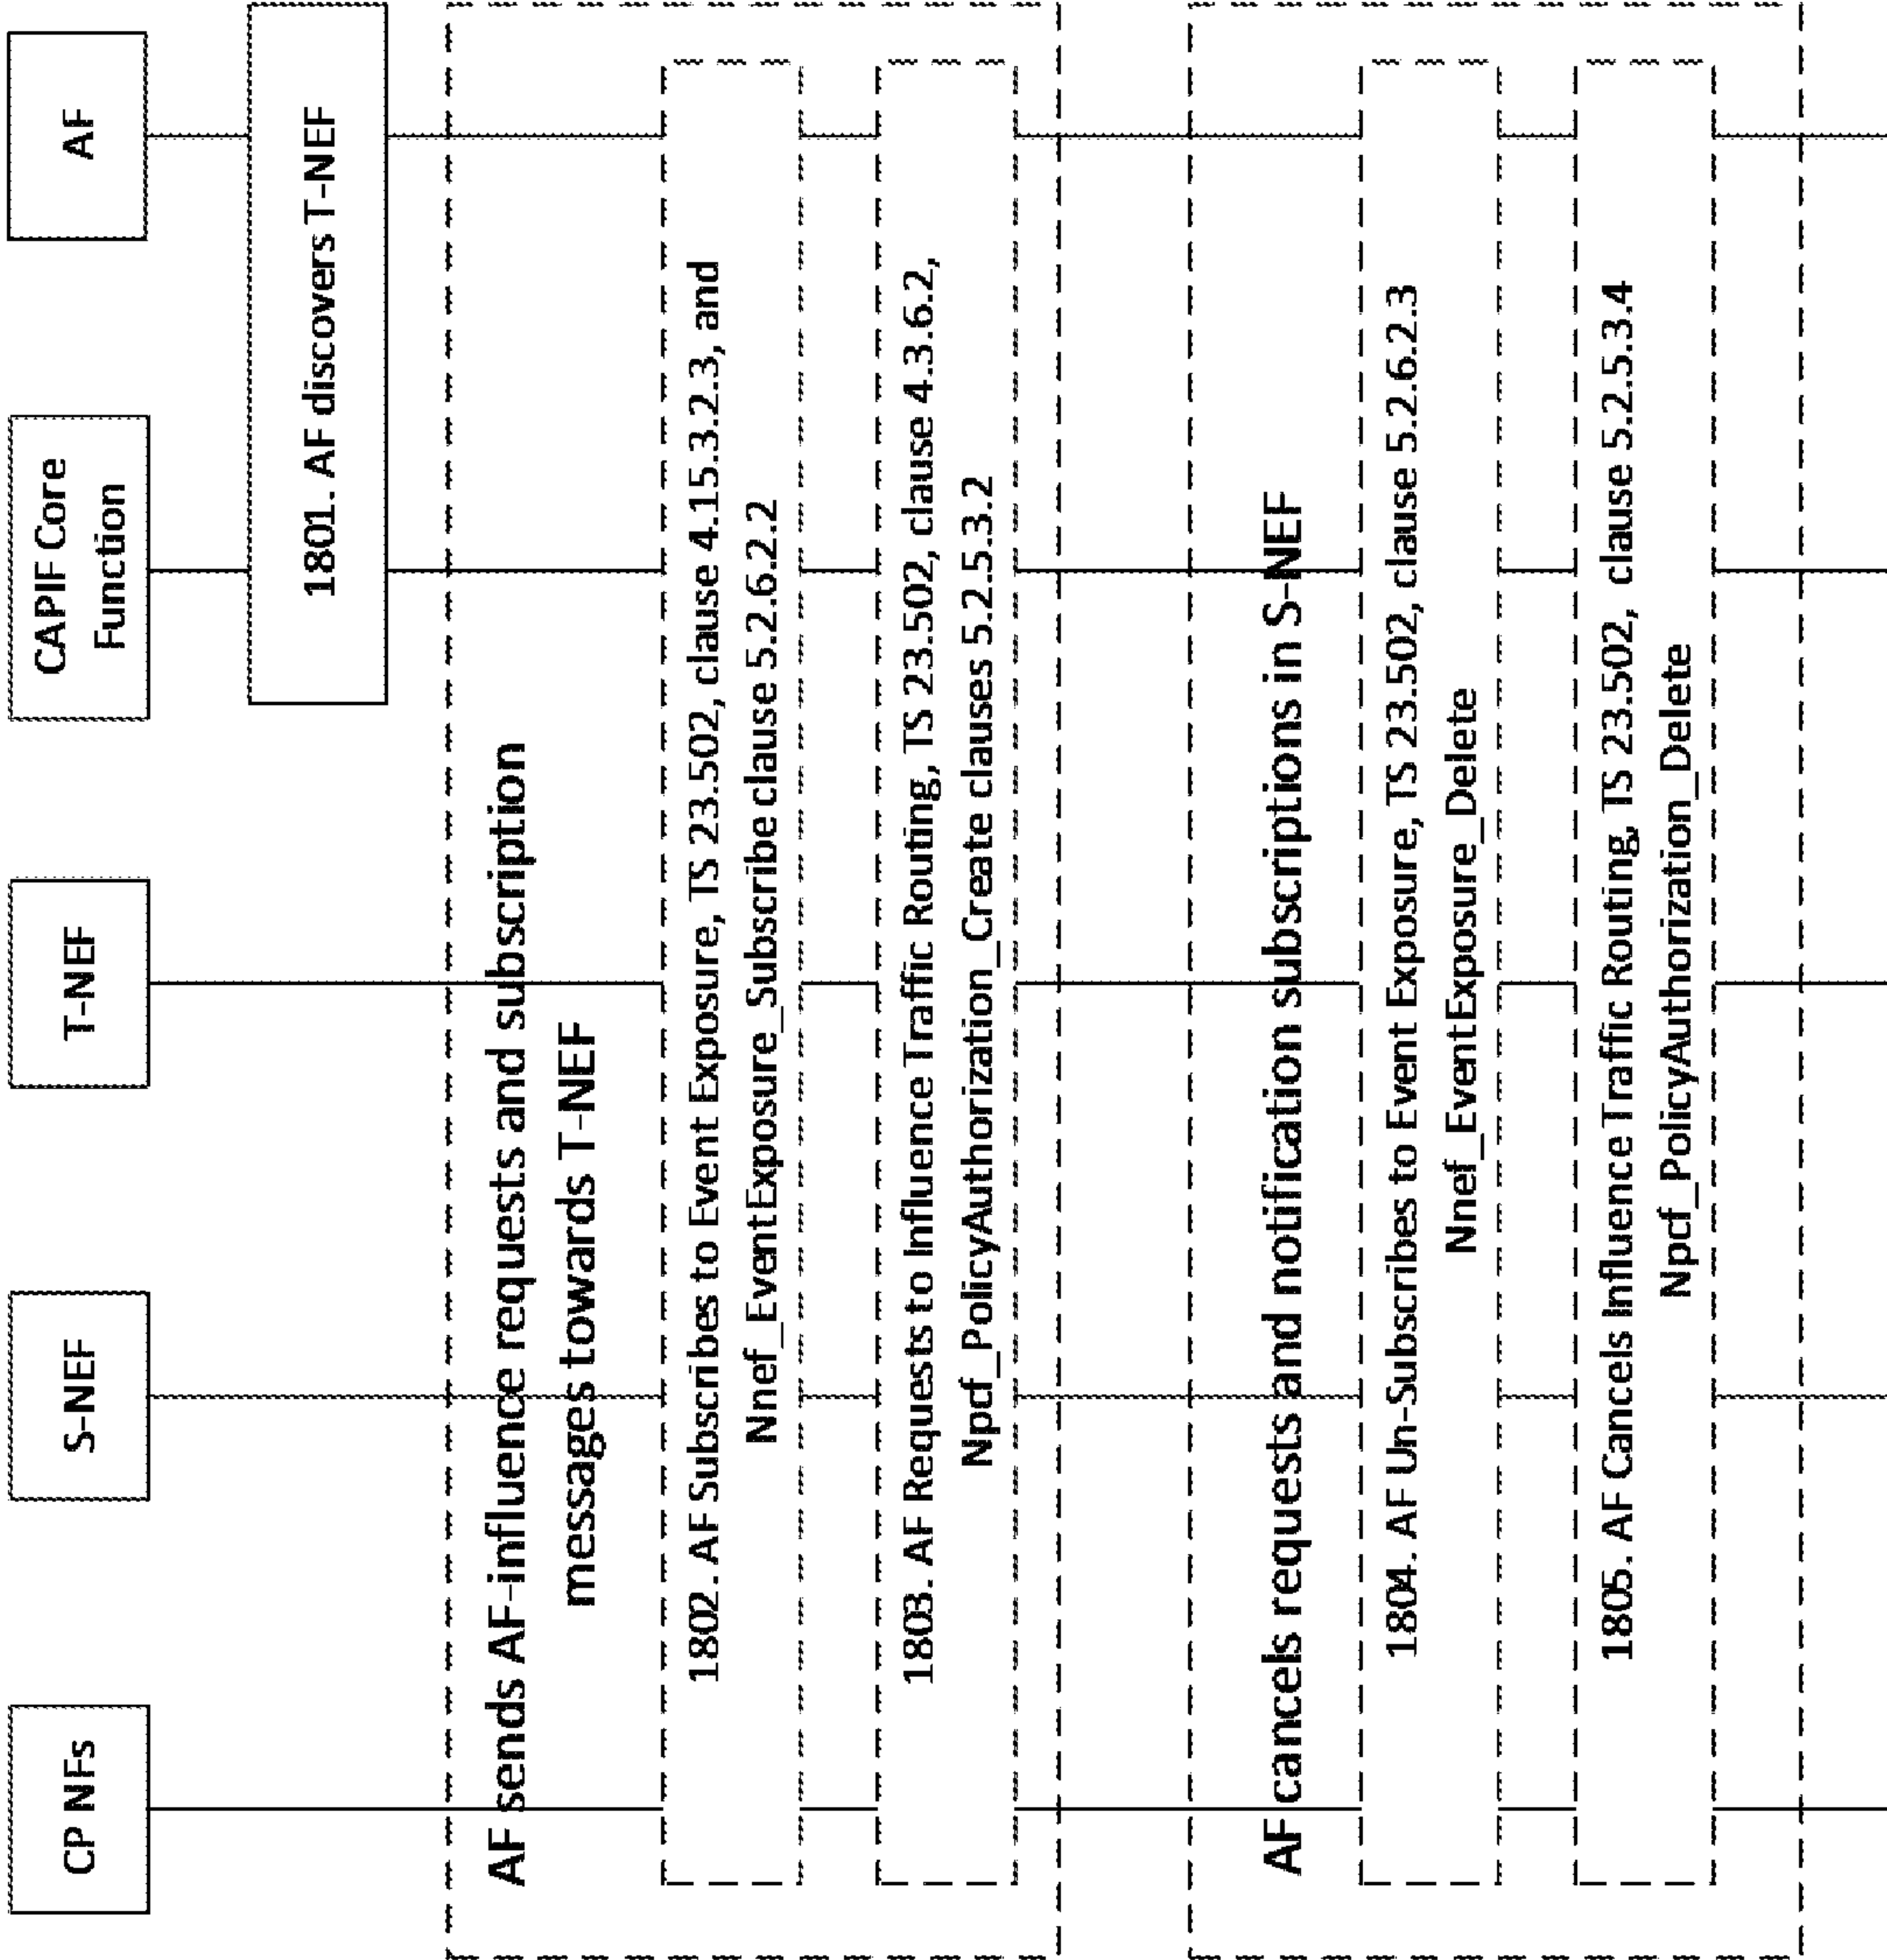 CP NFs
S-NEF
T-NEF
CAPIF Core
Function
AF
1801. AF discovers T-NEF
AF sends AF-influence requests and subscription
messages towards T-NEF
1802. AF Subscribes to Event Exposure, TS 23.502, clause 4.15.3.2.3, and
Nnef_EventExposure_Subscribe clause 5.2.6.2.2
1803. AF Requests to Influence Traffic Routing, TS 23.502, clause 4.3.6.2,
Npcf_PolicyAuthorization_Create clauses 5.2.5.3.2
AF cancels requests and notification subscriptions in S-NEF
1804. AF Un-Subscribes to Event Exposure, TS 23.502, clause 5.2.6.2.3
Nnef_EventExposure_Delete
1805. AF Cancels Influence Traffic Routing, TS 23.502, clause 5.2.5.3.4
Npcf_PolicyAuthorization_Delete